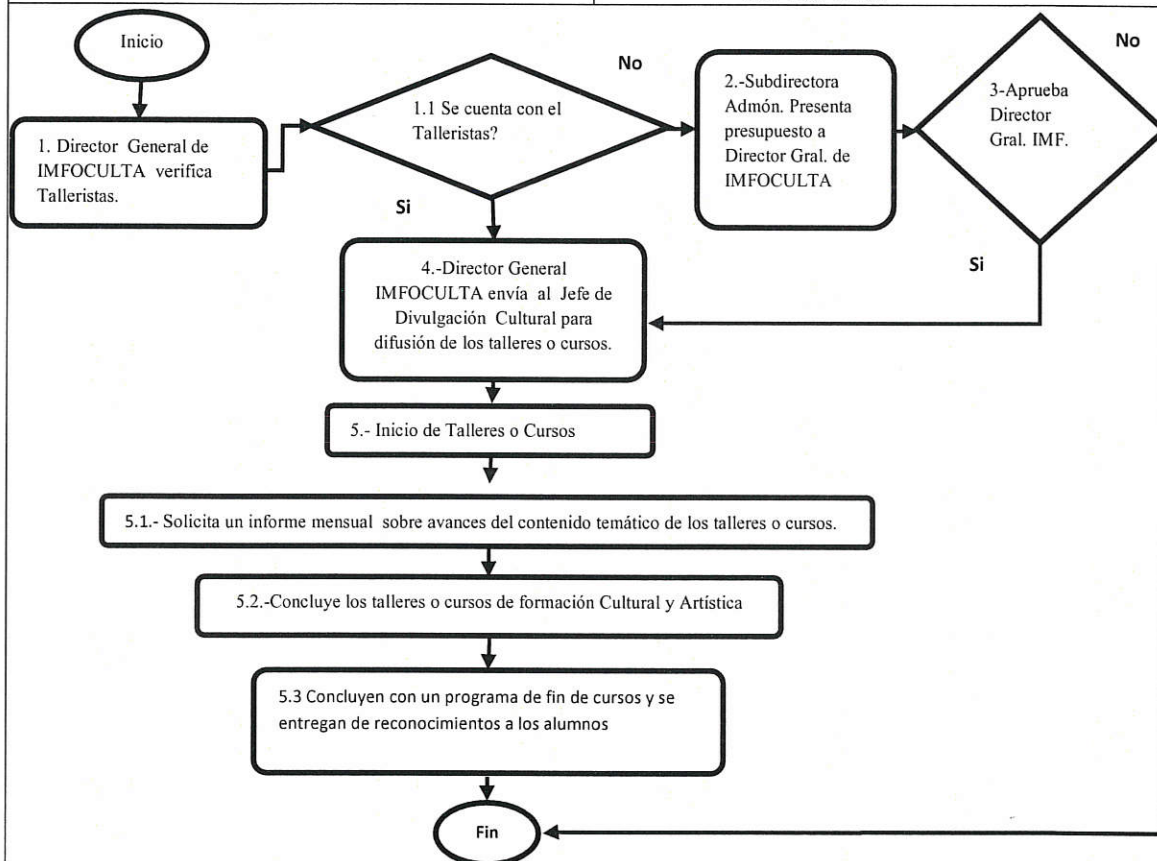 Inicio
1. Director General de
IMFOCULTA verifica
Talleristas.
1.1 Se cuenta con el
Talleristas?
No
2.-Subdirectora
Admón. Presenta
presupuesto a
Director Gral. de
IMFOCULTA
3-Aprueba
Director
Gral. IMF.
No
Si
Si
4.-Director General
IMFOCULTA envía al Jefe de
Divulgación Cultural para
difusión de los talleres o cursos.
5.- Inicio de Talleres o Cursos
5.1.- Solicita un informe mensual sobre avances del contenido temático de los talleres o cursos.
5.2.-Concluye los talleres o cursos de formación Cultural y Artística
5.3 Concluyen con un programa de fin de cursos y se
entregan de reconocimientos a los alumnos
Fin